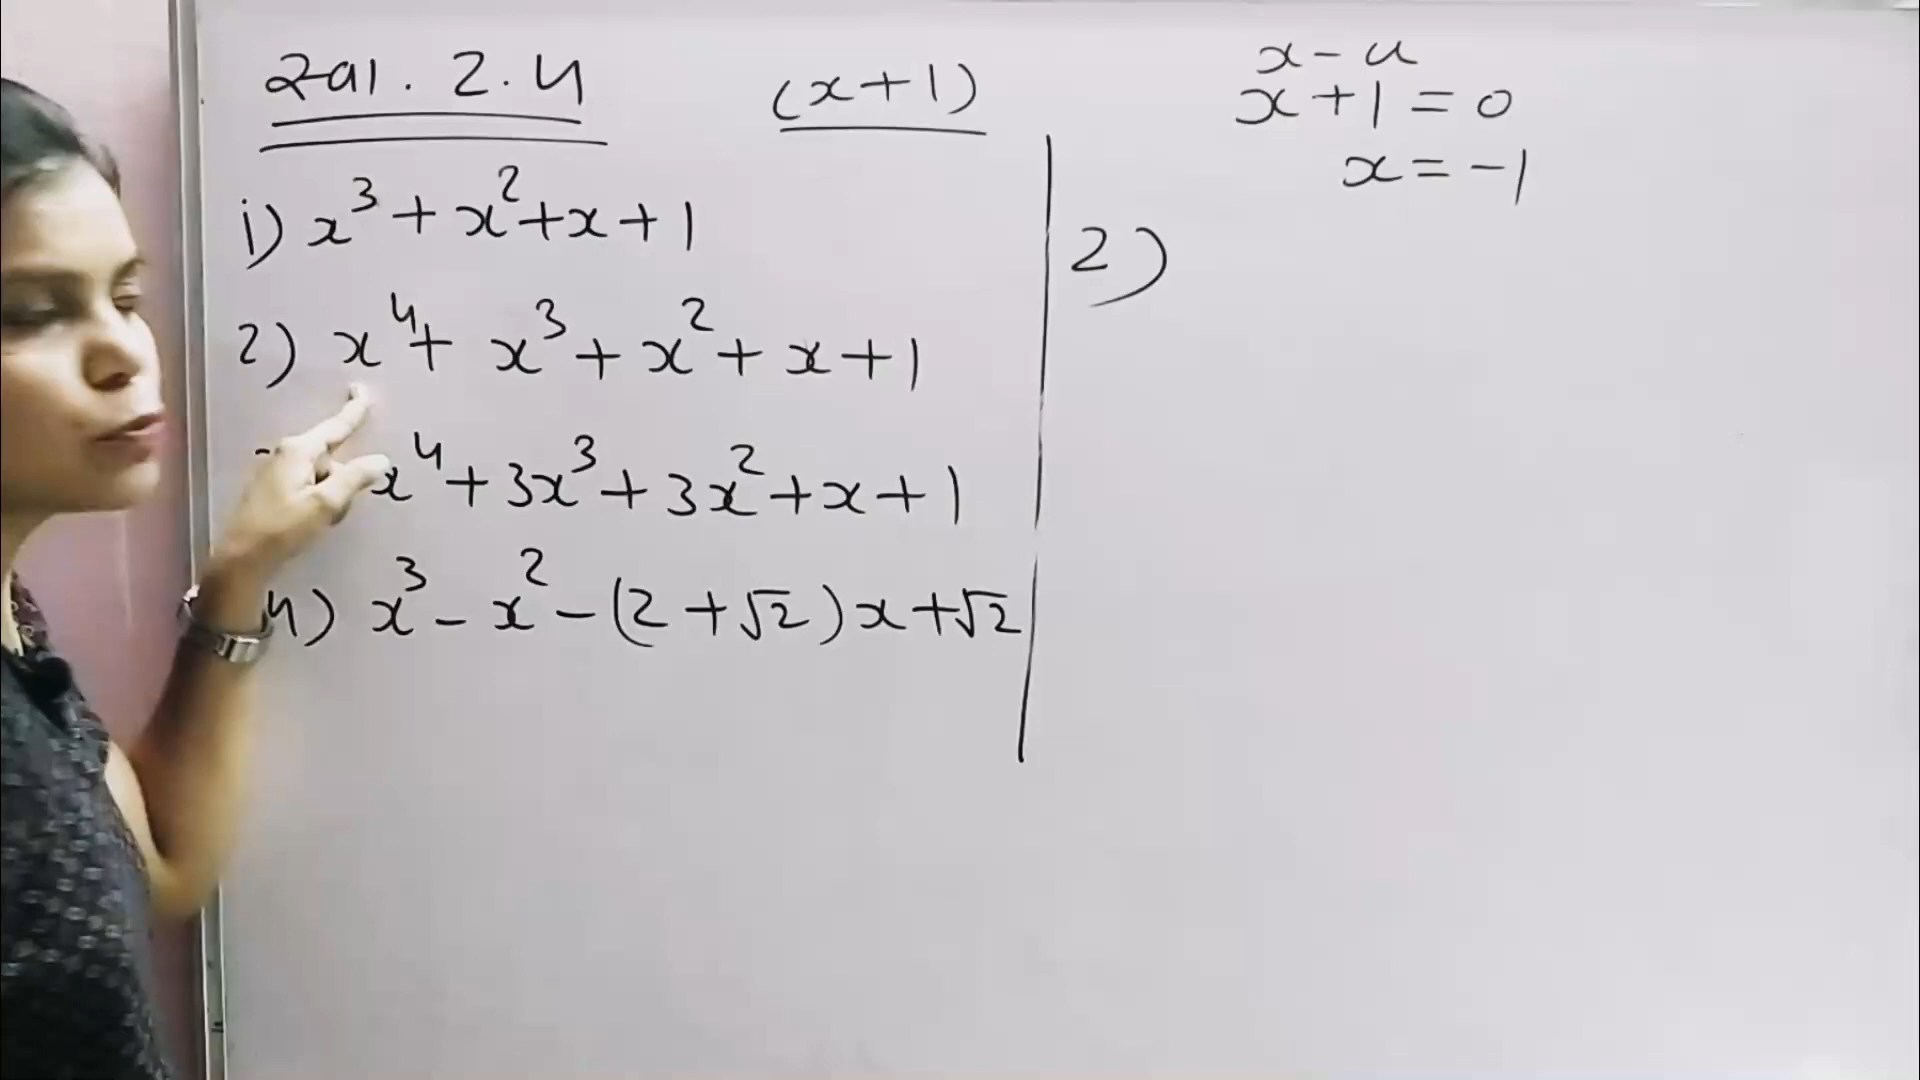 2a1. 2.4
(x+1)
i) x³ + x² + x + 1
2) x⁴ + x³ + x² + x + 1
x⁴ + 3x³ + 3x² + x + 1
4) x³ - x² - (2 + √2)x + √2
x - a
x + 1 = 0
x = -1
2)